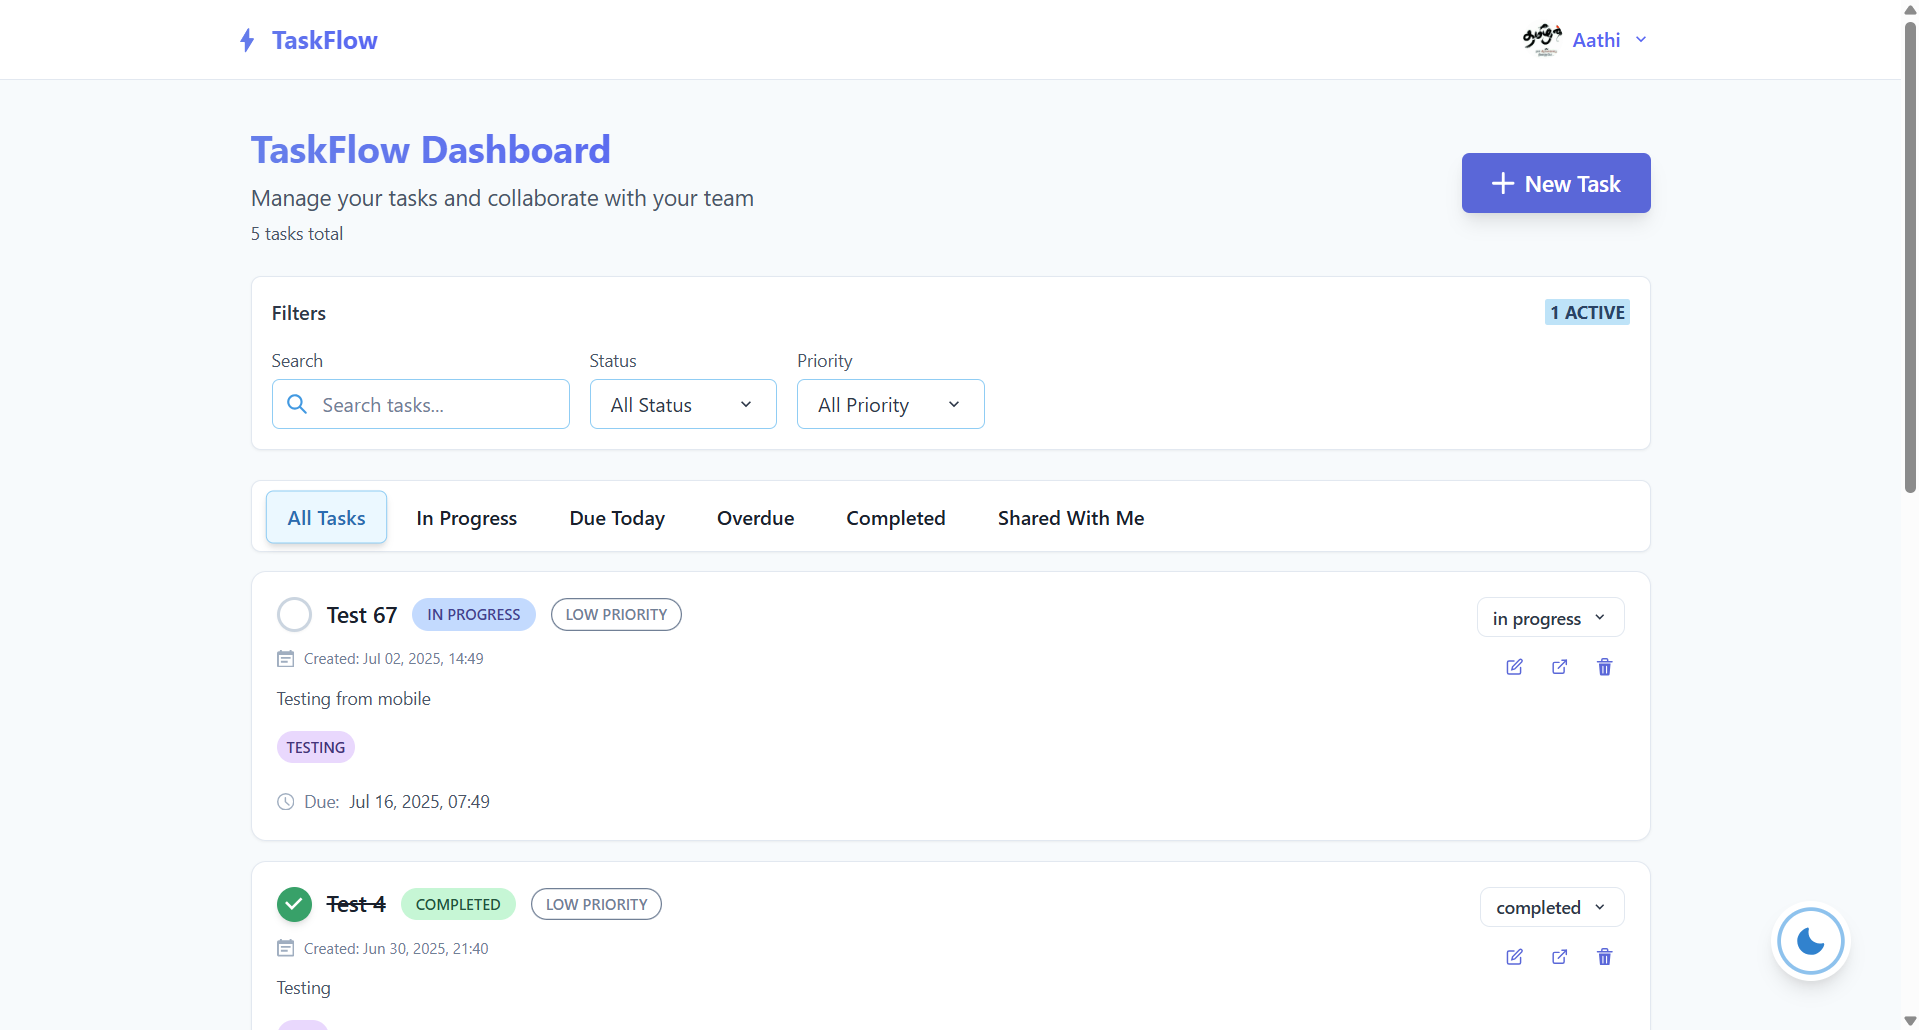 TaskFlow
தமிழ்
Aathi
TaskFlow Dashboard
Manage your tasks and collaborate with your team
5 tasks total
New Task
Filters
1 ACTIVE
Search
Status
Priority
Search tasks...
All Status
All Priority
All Tasks
In Progress
Due Today
Overdue
Completed
Shared With Me
Test 67
IN PROGRESS
LOW PRIORITY
in progress
Created: Jul 02, 2025, 14:49
Testing from mobile
TESTING
Due: Jul 16, 2025, 07:49
Test 4
COMPLETED
LOW PRIORITY
completed
Created: Jun 30, 2025, 21:40
Testing